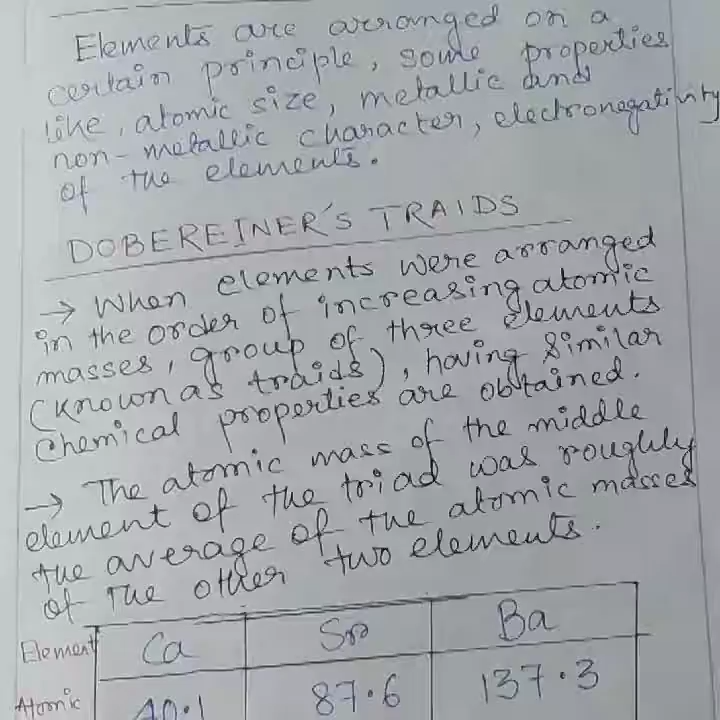 Elements are arranged on a
certain principle, some properties
like, atomic size, metallic and
non-metallic character, electronegativity
of the elements.
DOBEREINER'S TRAIDS
→ When elements were arranged
in the order of increasing atomic
masses, group of three elements
(known as traids), having similar
chemical properties are obtained.
→ The atomic mass of the middle
element of the triad was roughly
the average of the atomic masses
of the other two elements.
Element Ca Sr Ba
Atomic 40.1 87.6 137.3